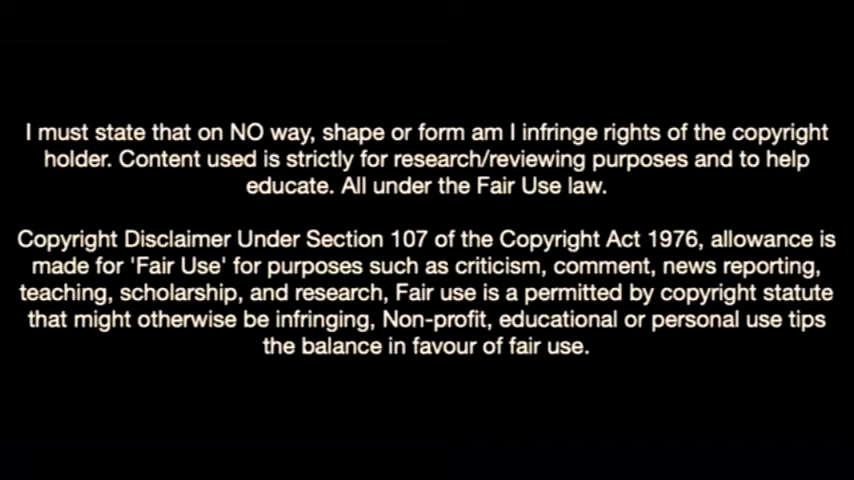 I must state that on NO way, shape or form am I infringe rights of the copyright
holder. Content used is strictly for research/reviewing purposes and to help
educate. All under the Fair Use law.
Copyright Disclaimer Under Section 107 of the Copyright Act 1976, allowance is
made for 'Fair Use' for purposes such as criticism, comment, news reporting,
teaching, scholarship, and research, Fair use is a permitted by copyright statute
that might otherwise be infringing, Non-profit, educational or personal use tips
the balance in favour of fair use.